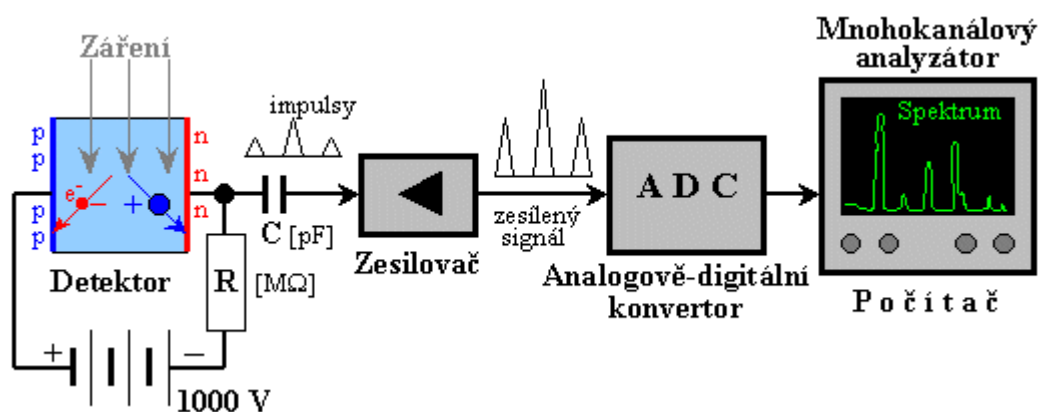 Záření
p
p
p
p
n
n
n
e-
−
+
Detektor
impulsy
C [pF]
R
[MΩ]
+
−
1000 V
Zesilovač
zesílený
signál
A D C
Analogově-digitální
konvertor
Mnohokanálový
analyzátor
Spektrum
Počítač